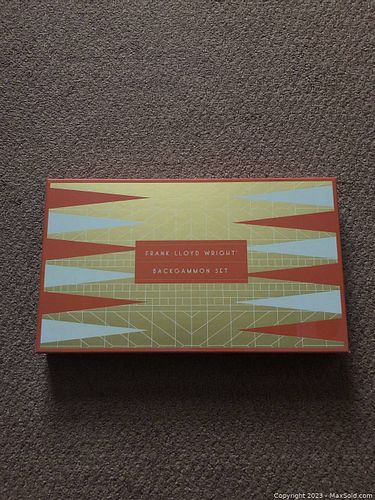 FRANK LLOYD WRIGHT®
BACKGAMMON SET
Copyright 2023 - MaxSold.com